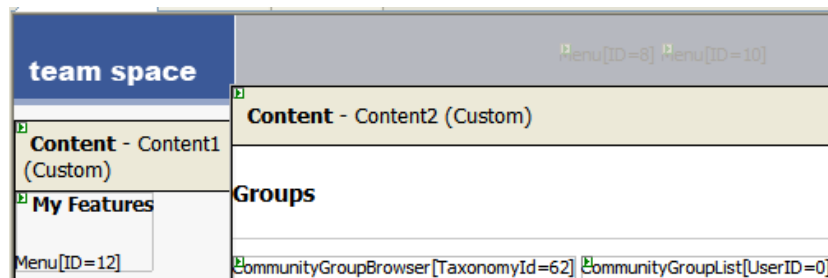 Menu[ID=8] Menu[ID=10]
team space
Content - Content2 (Custom)
Content - Content1
(Custom)
My Features
Groups
Menu[ID=12]
CommunityGroupBrowser[TaxonomyId=62] CommunityGroupList[UserID=0]